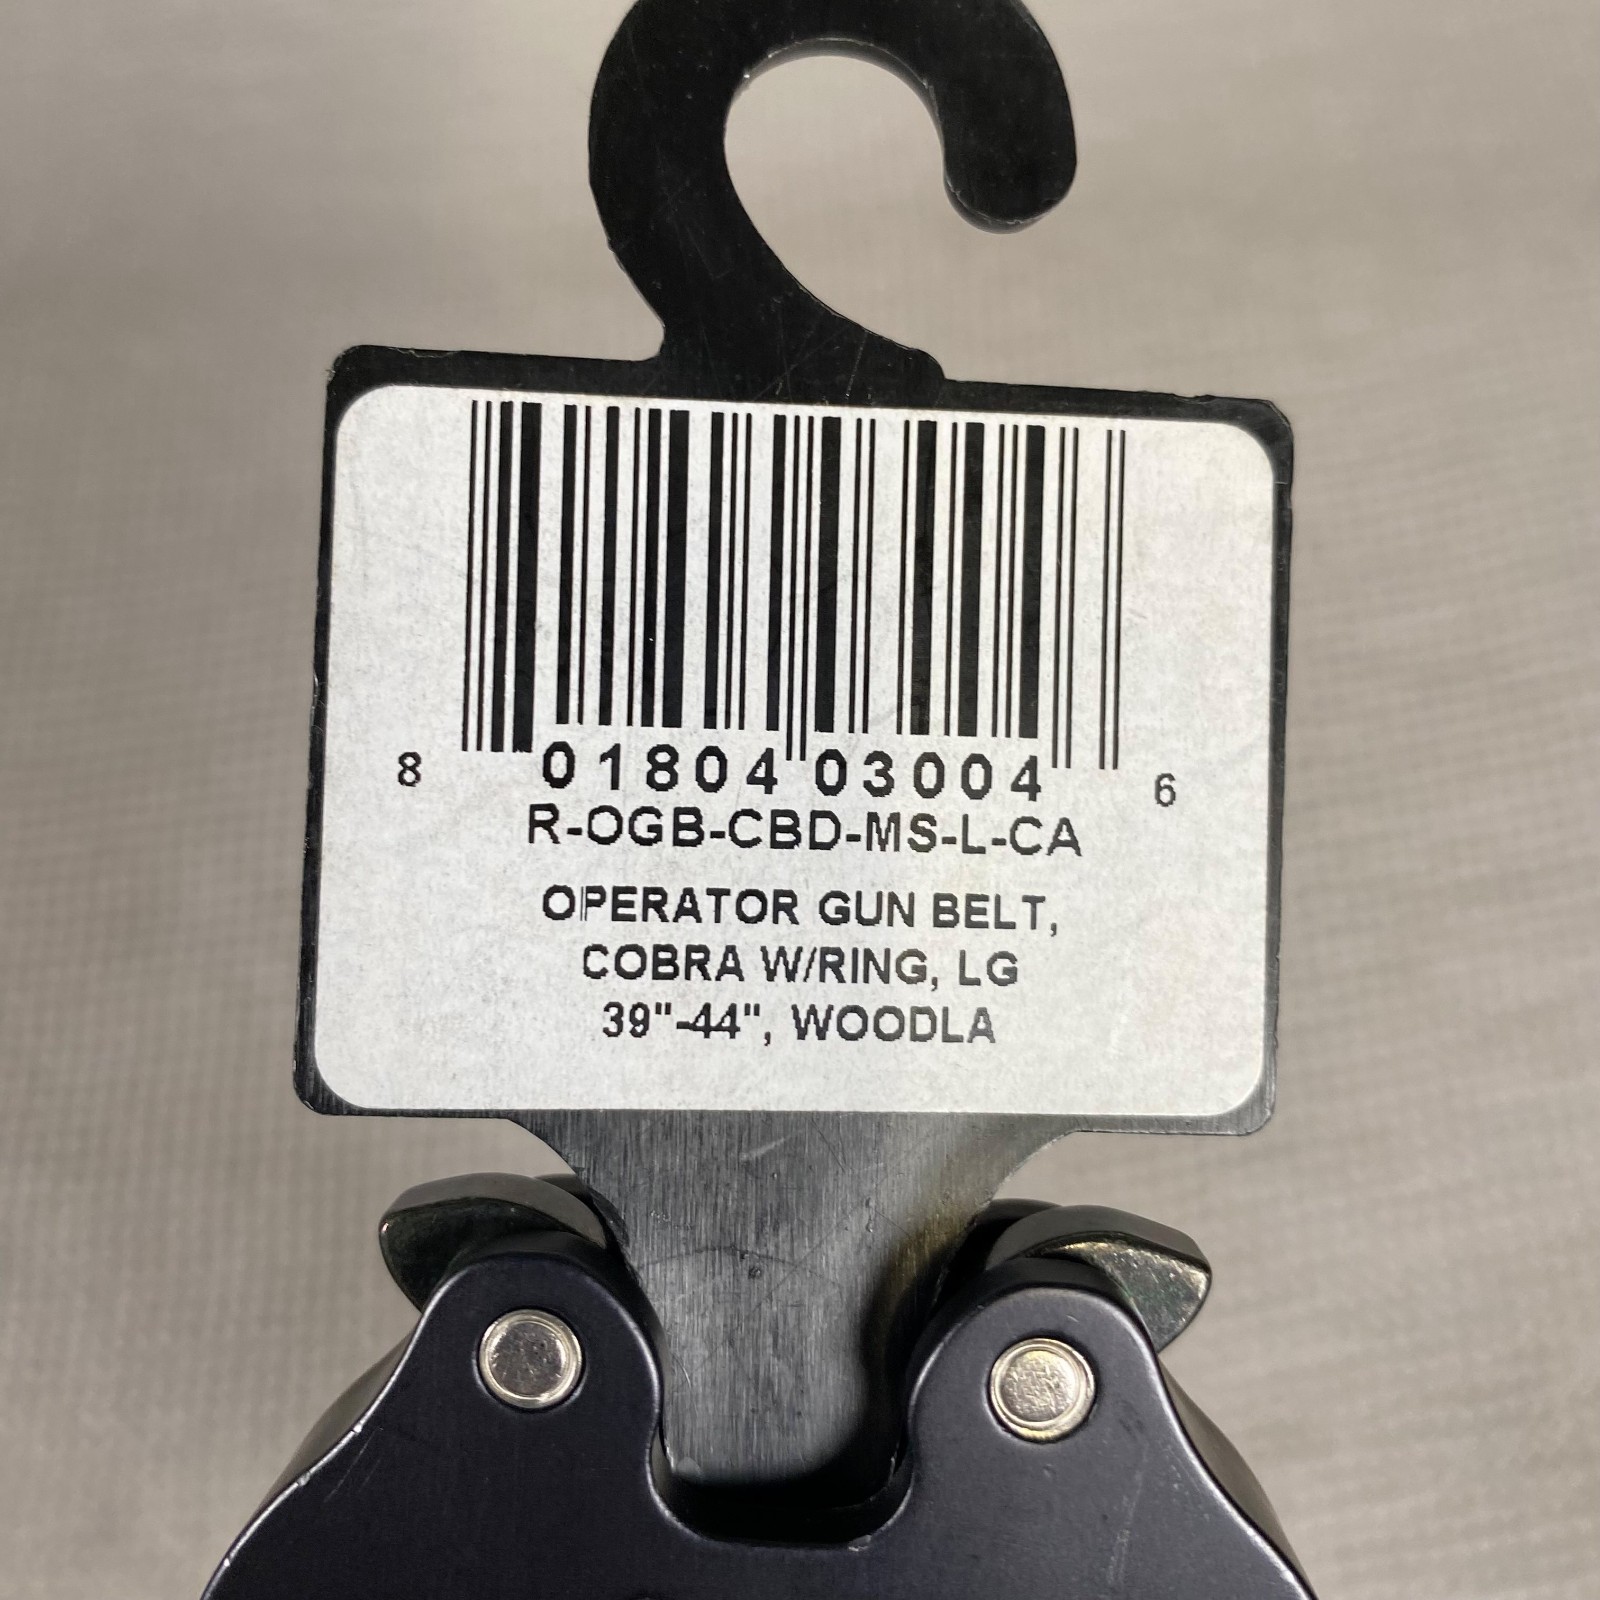 8 01804 03004 6
R-OGB-CBD-MS-L-CA
OPERATOR GUN BELT,
COBRA W/RING, LG
39"-44", WOODLA